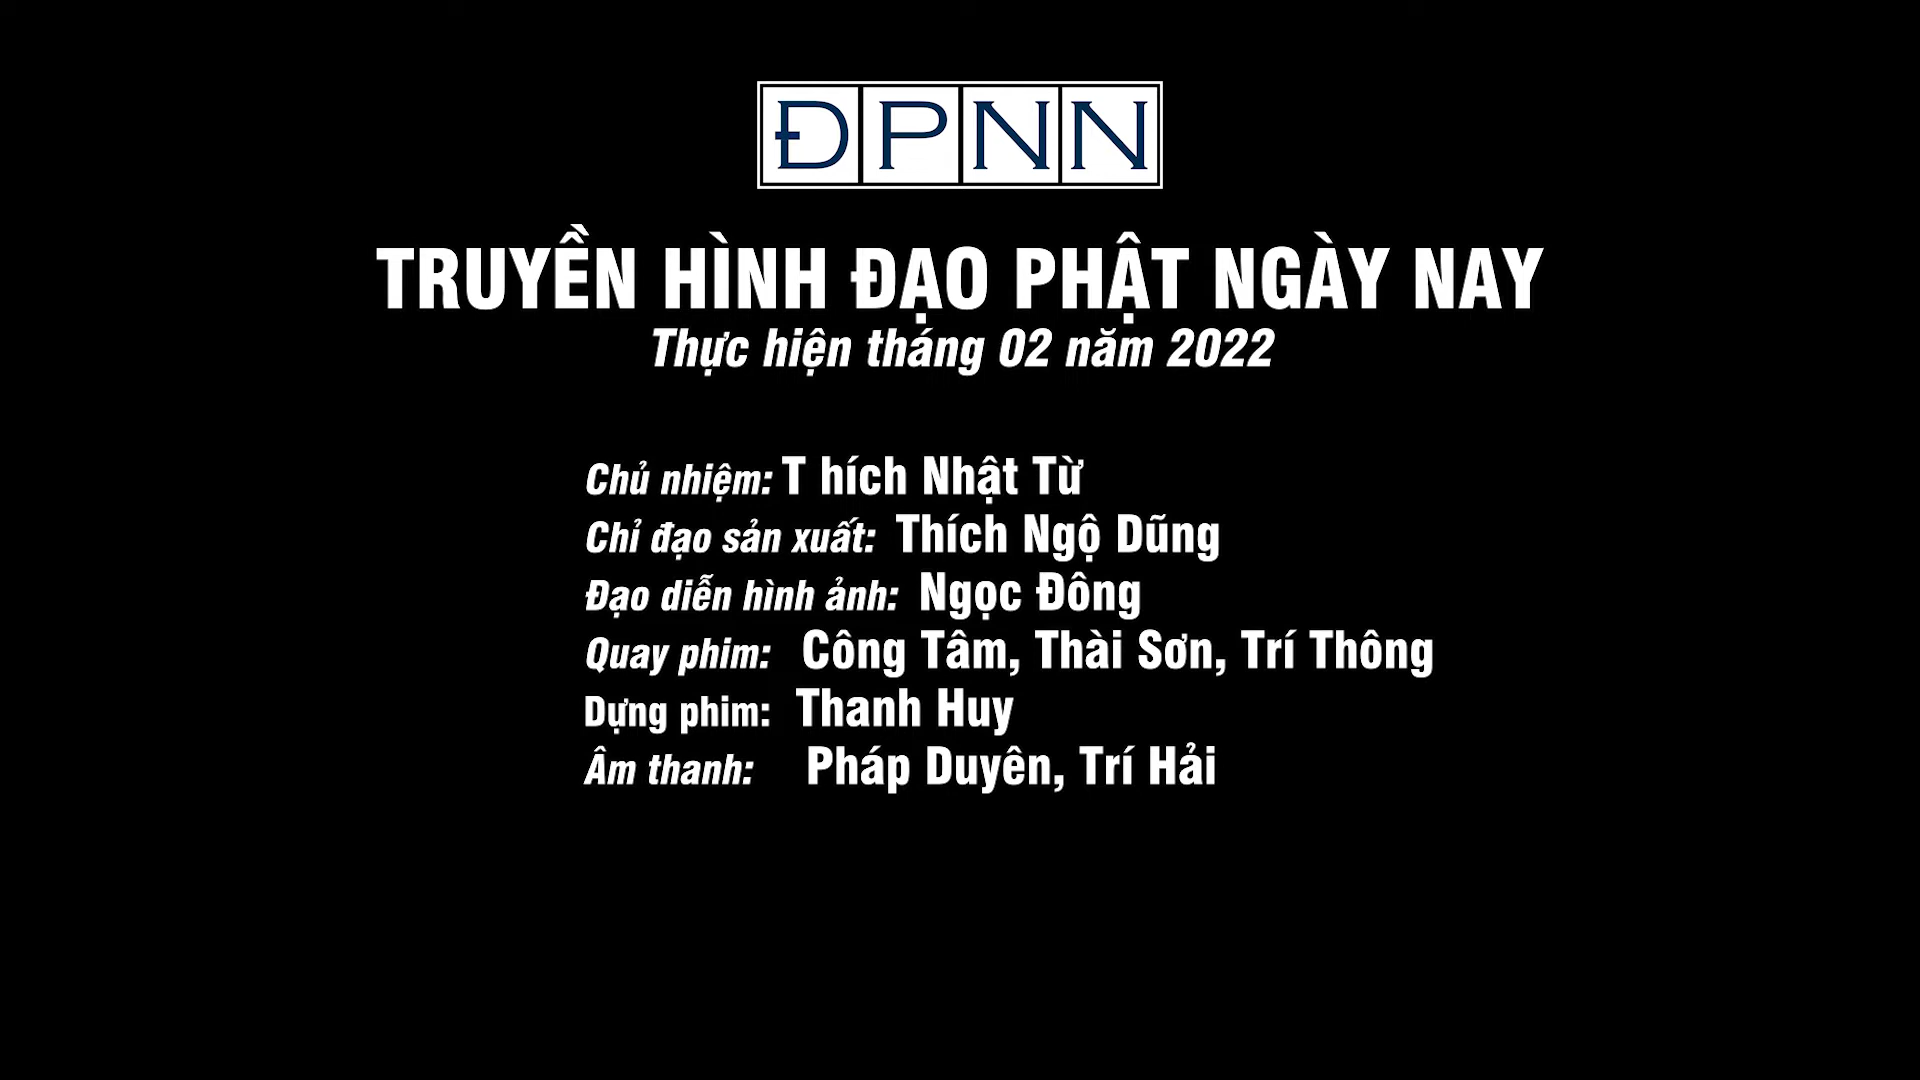 ĐPNN
TRUYỀN HÌNH ĐẠO PHẬT NGÀY NAY
Thực hiện tháng 02 năm 2022
Chủ nhiệm: T hích Nhật Từ
Chỉ đạo sản xuất: Thích Ngộ Dũng
Đạo diễn hình ảnh: Ngọc Đông
Quay phim: Công Tâm, Thài Sơn, Trí Thông
Dựng phim: Thanh Huy
Âm thanh: Pháp Duyên, Trí Hải